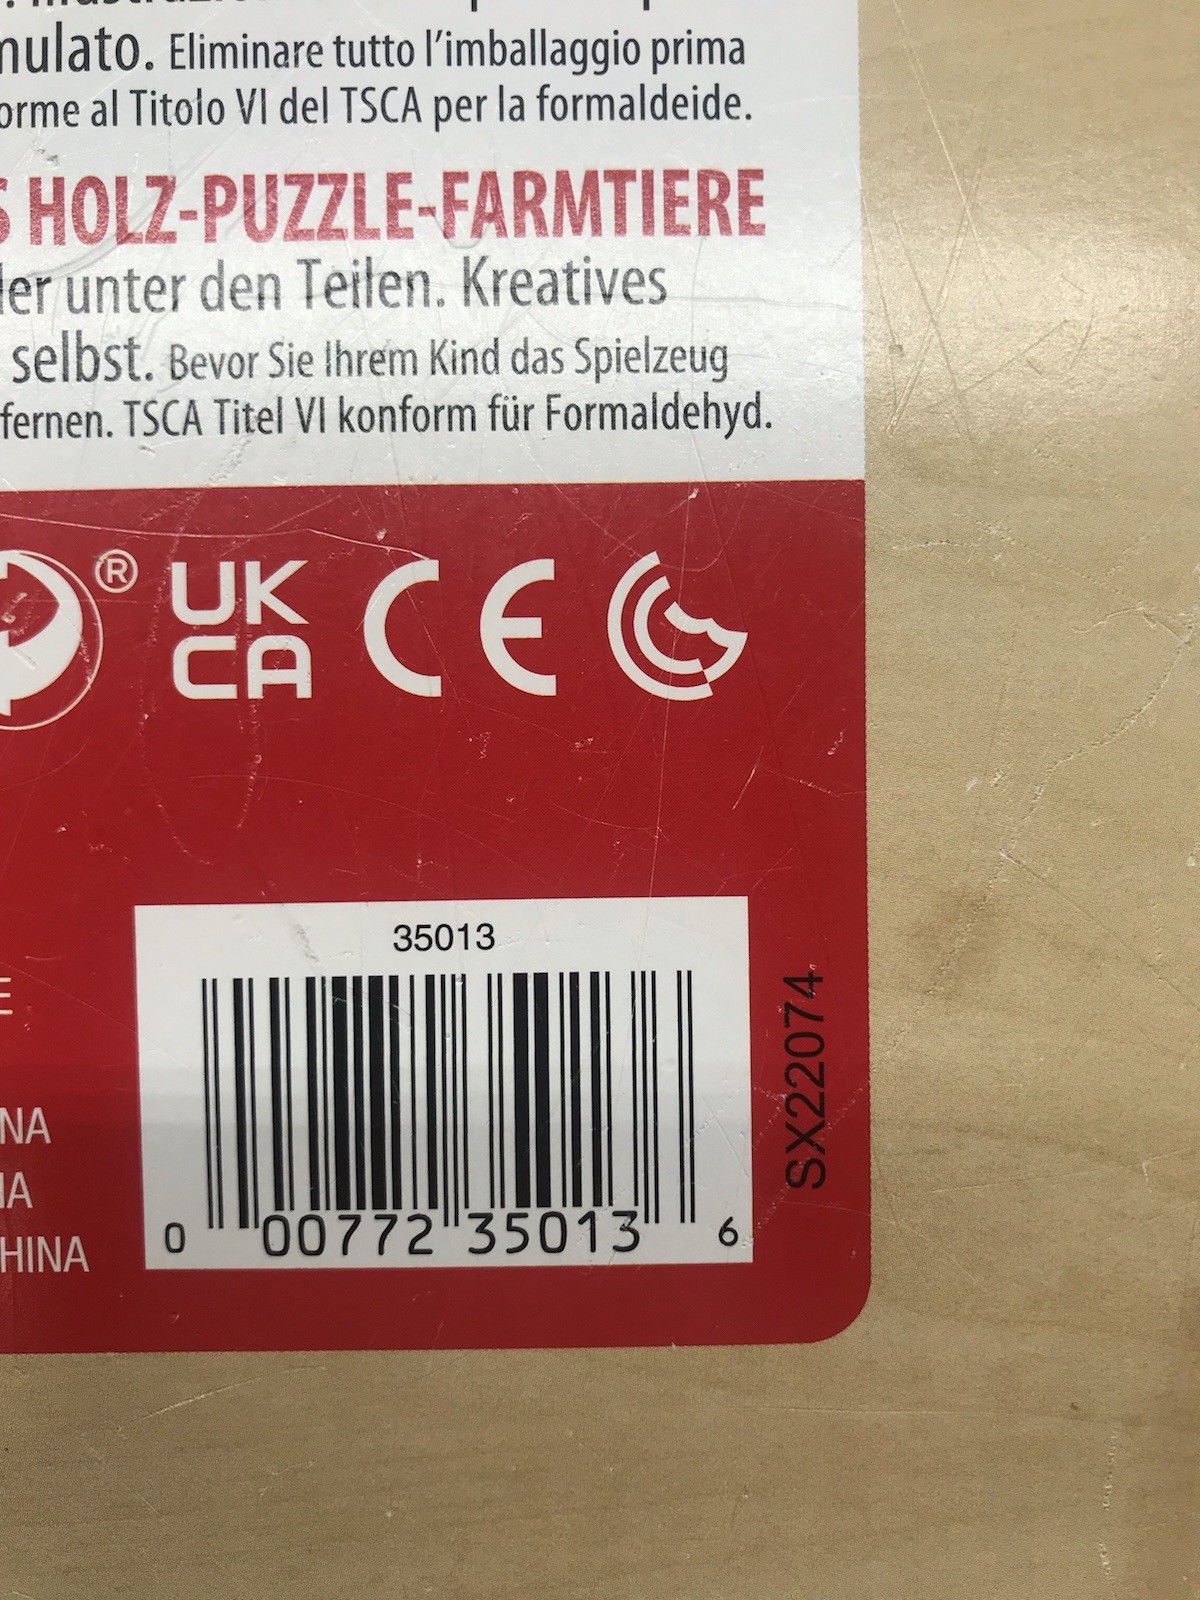 mulato. Eliminare tutto l'imballaggio prima
orme al Titolo VI del TSCA per la formaldeide.
S HOLZ-PUZZLE-FARMTIERE
der unter den Teilen. Kreatives
selbst. Bevor Sie Ihrem Kind das Spielzeug
fernen. TSCA Titel VI konform für Formaldehyd.
®
UK
CA
CE
35013
0 00772 35013 6
SX22074
E
NA
IA
HINA